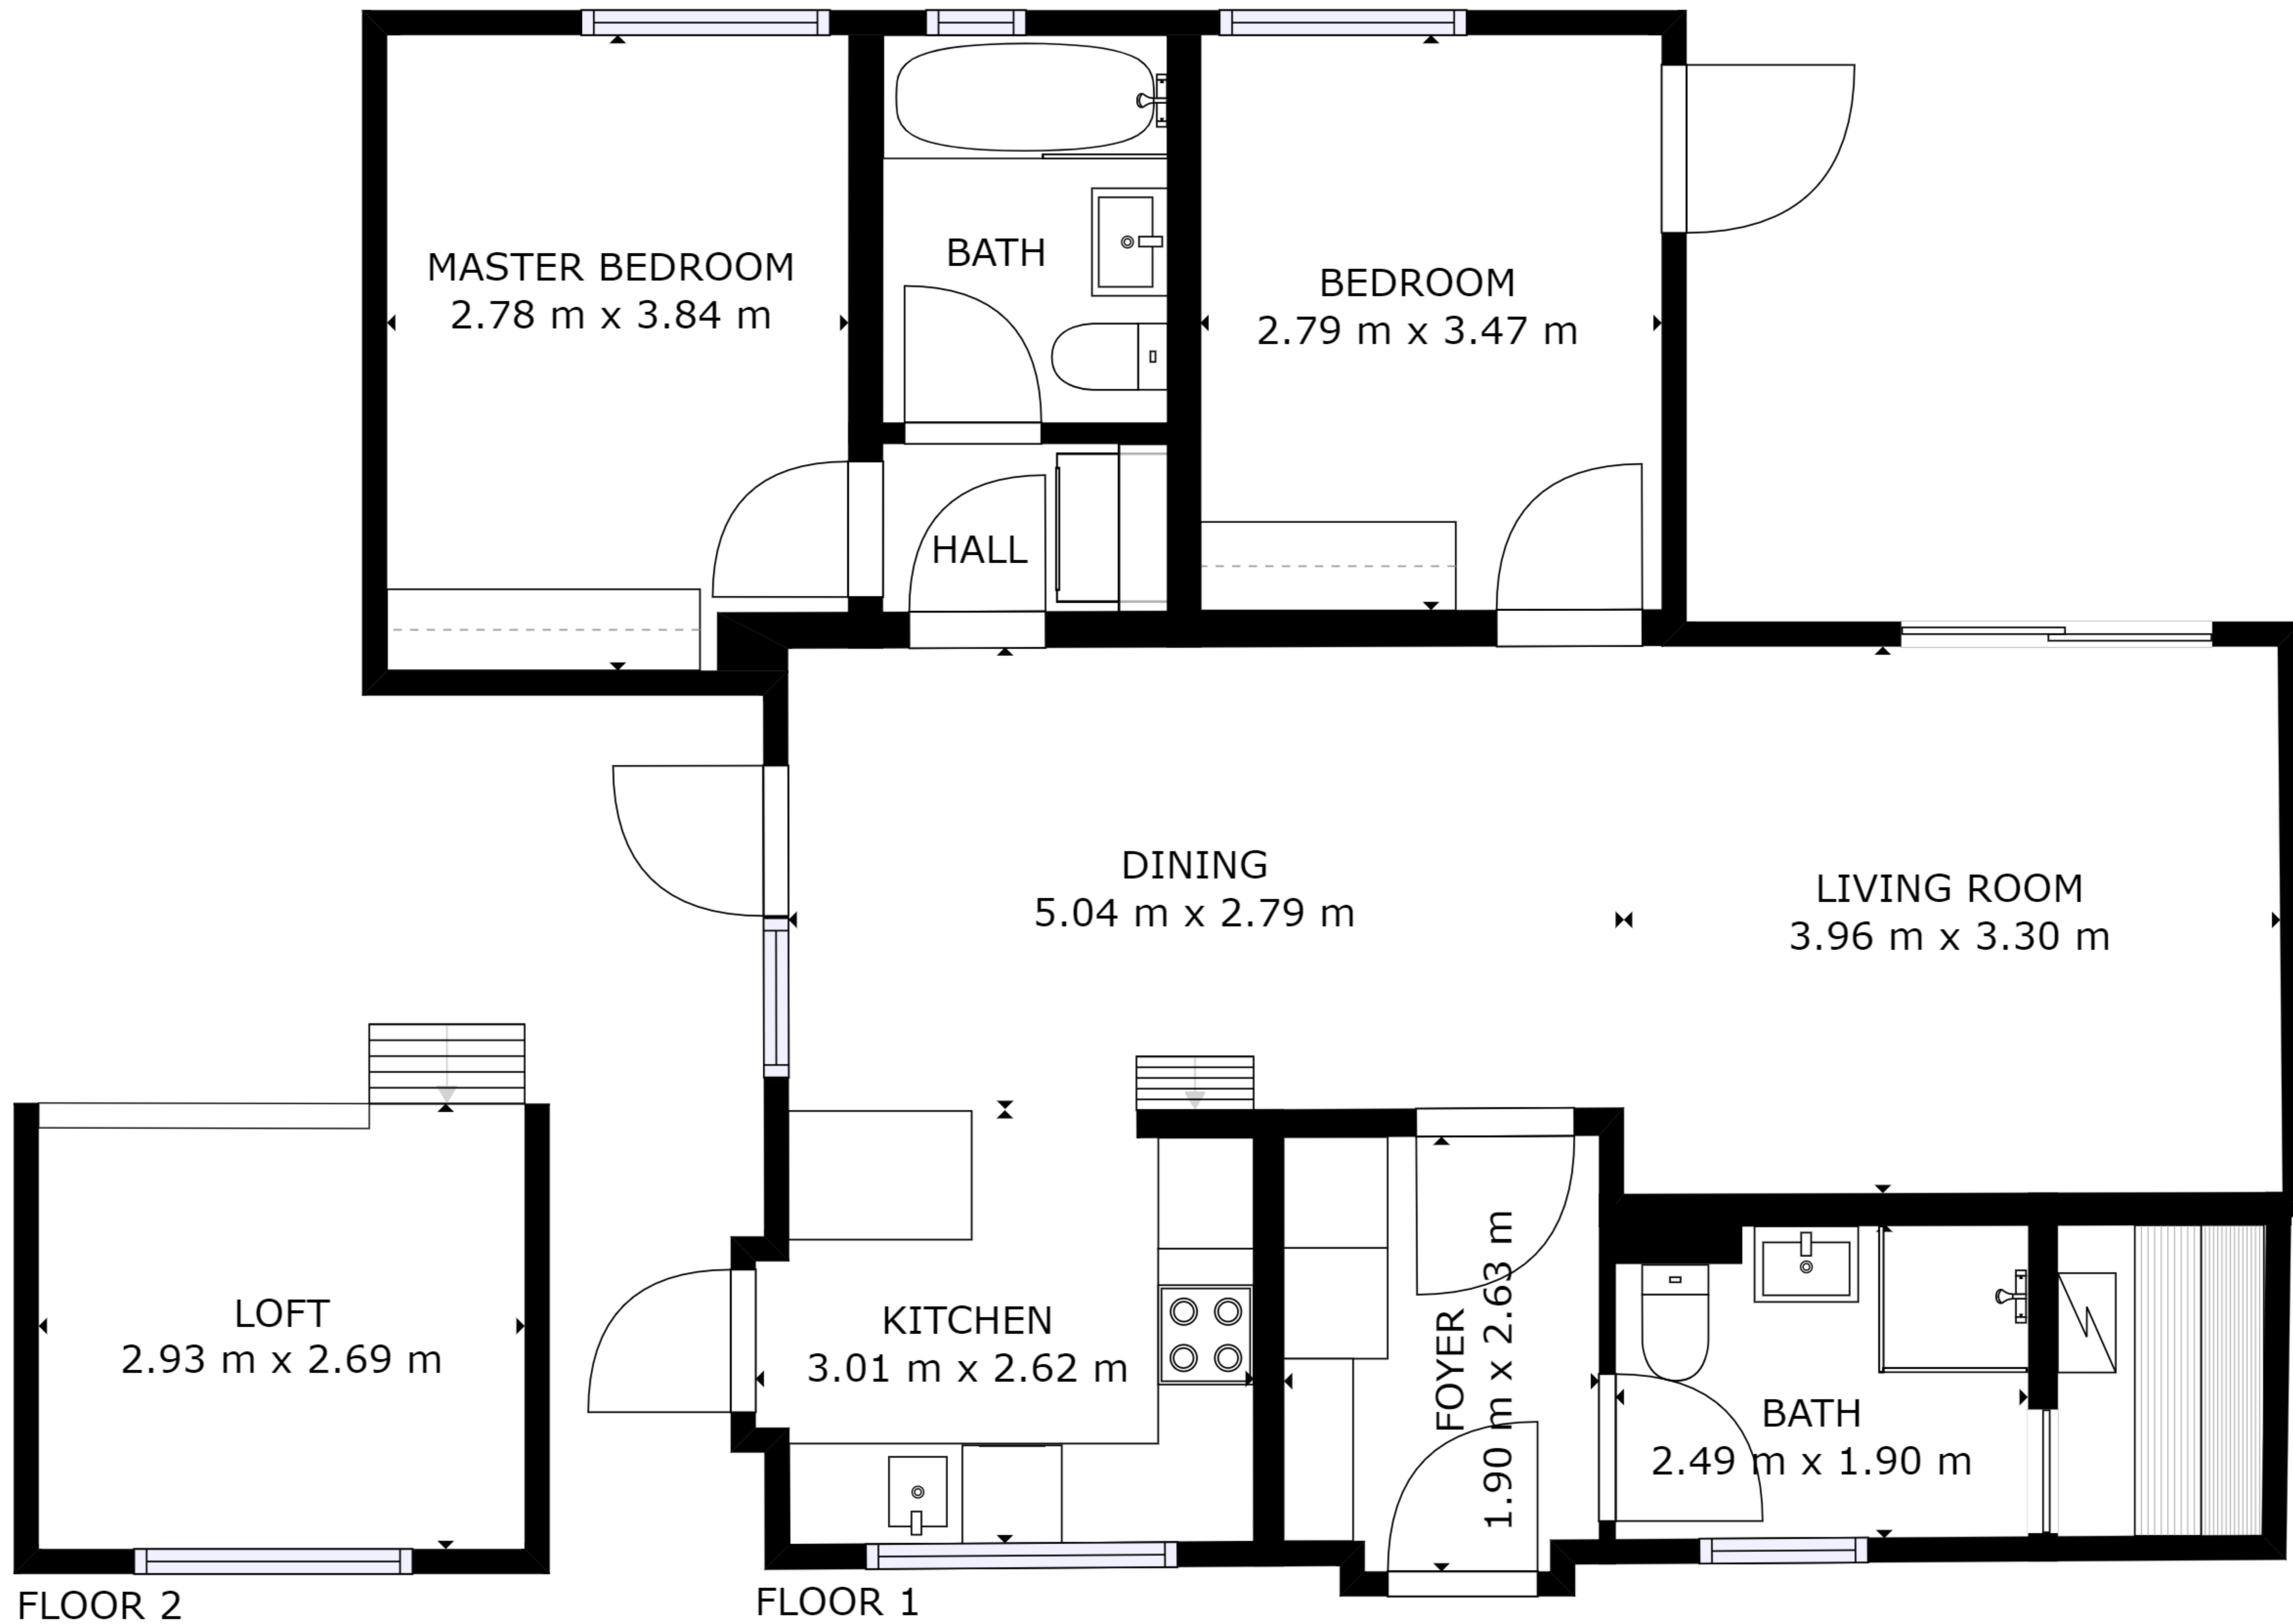 MASTER BEDROOM
2.78 m x 3.84 m
BATH
BEDROOM
2.79 m x 3.47 m
HALL
DINING
5.04 m x 2.79 m
LIVING ROOM
3.96 m x 3.30 m
LOFT
2.93 m x 2.69 m
KITCHEN
3.01 m x 2.62 m
FOYER
1.90 m x 2.63 m
BATH
2.49 m x 1.90 m
FLOOR 2
FLOOR 1